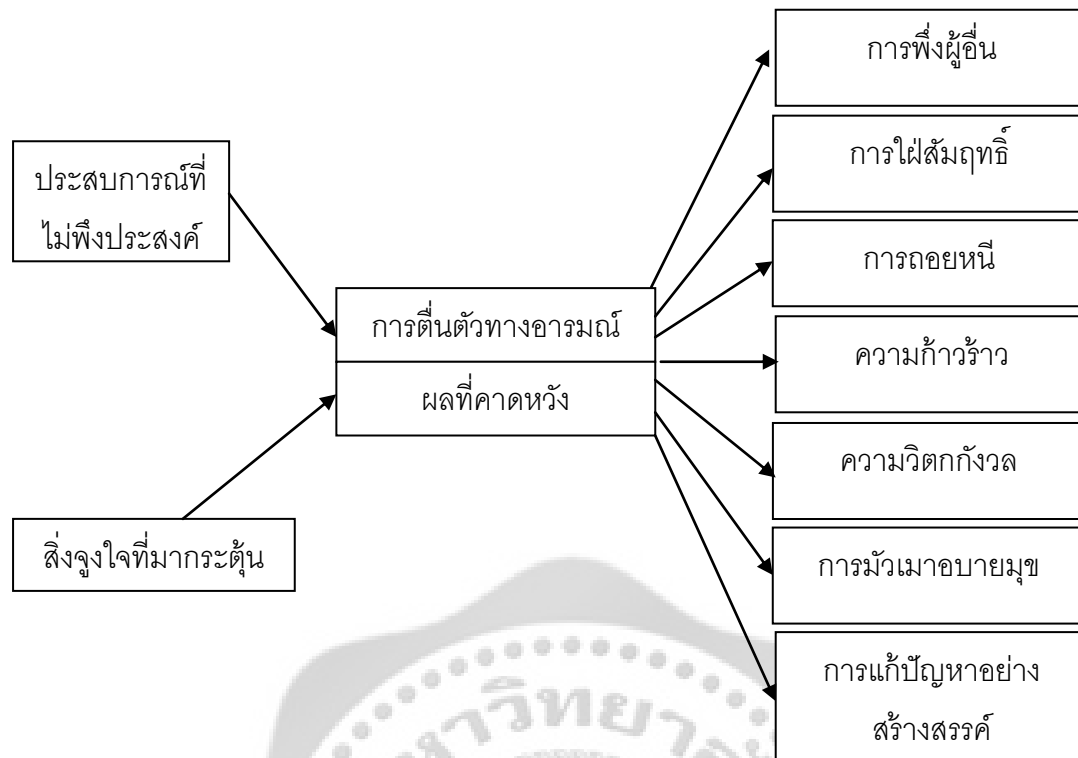 ประสบการณ์ที่
ไม่พึงประสงค์
สิ่งจูงใจที่มากระตุ้น
การตื่นตัวทางอารมณ์
ผลที่คาดหวัง
การพึ่งผู้อื่น
การใฝ่สัมฤทธิ์
การถอยหนี
ความก้าวร้าว
ความวิตกกังวล
การมัวเมาอบายมุข
การแก้ปัญหาอย่าง
สร้างสรรค์